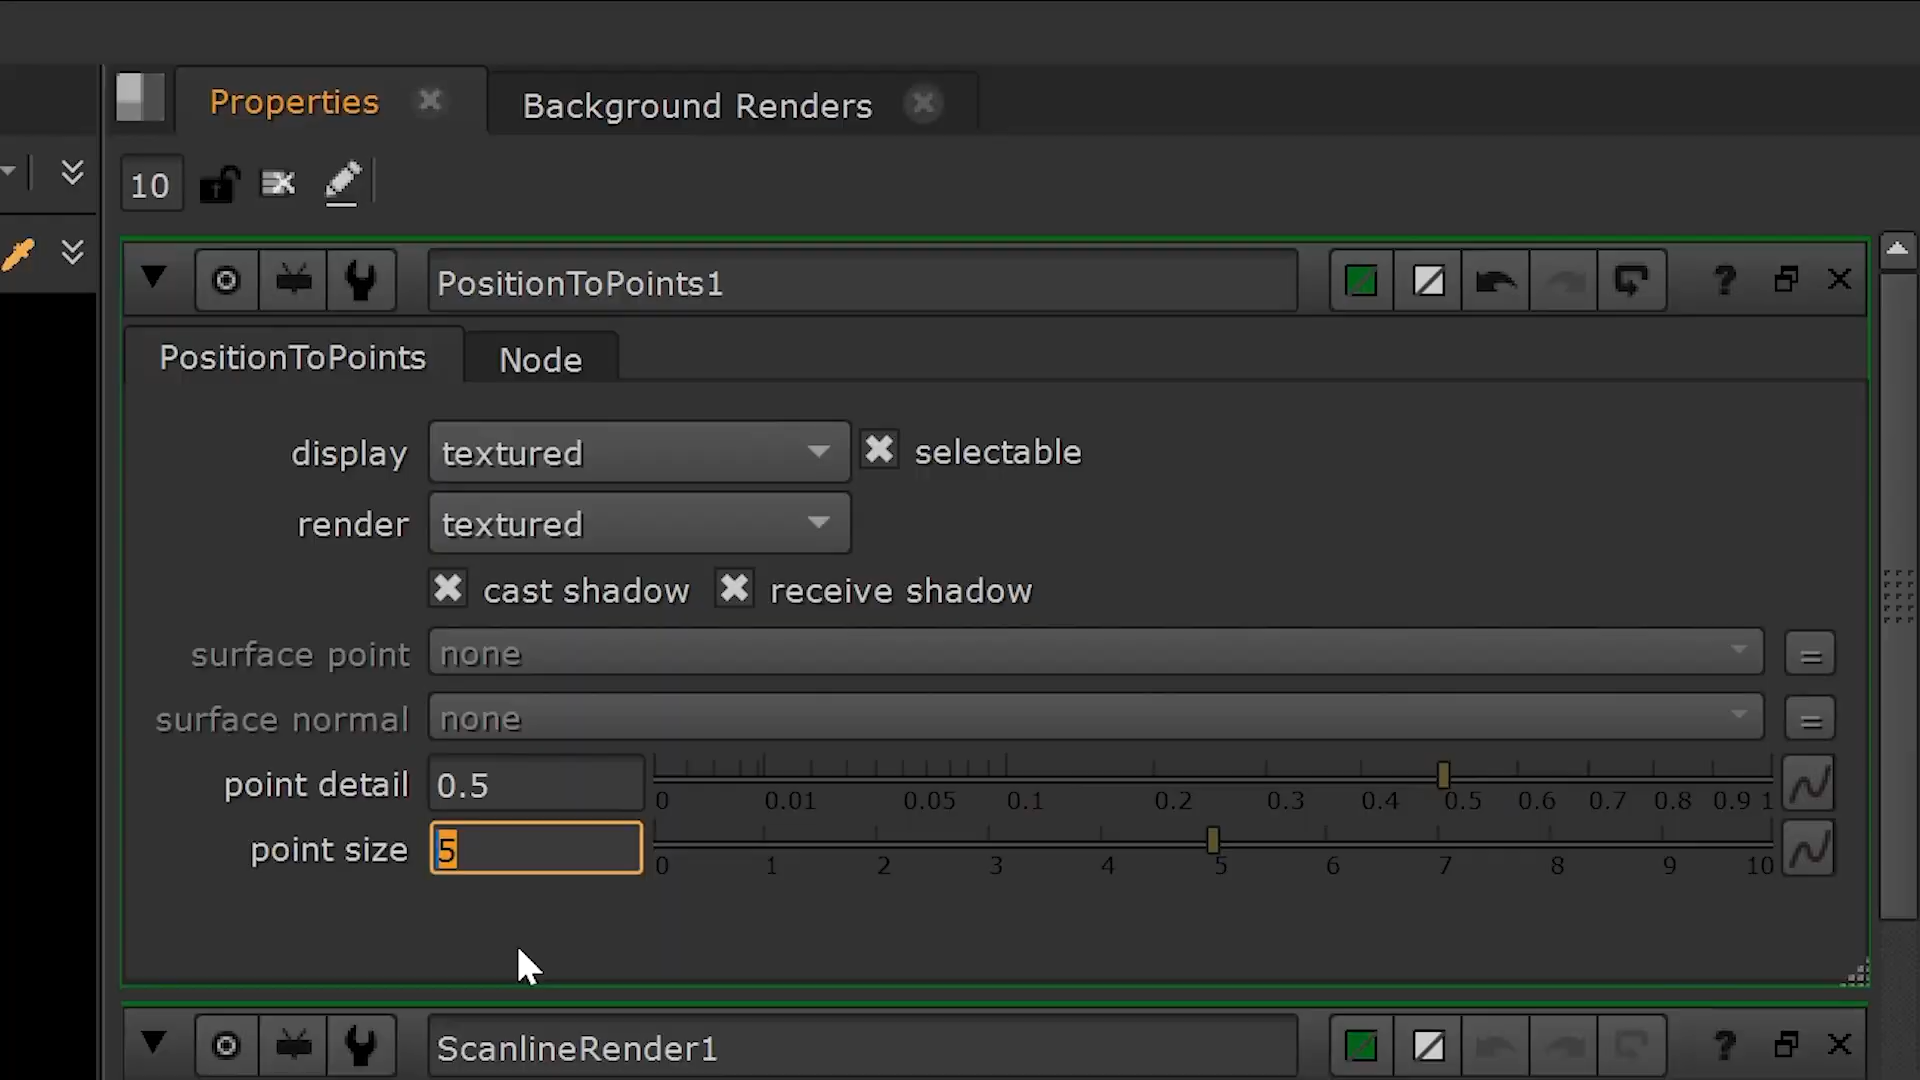 Properties
Background Renders
10
PositionToPoints1
?
PositionToPoints
Node
display
textured
selectable
render
textured
cast shadow
receive shadow
surface point
none
=
surface normal
none
=
point detail
0.5
0 0.01 0.05 0.1 0.2 0.3 0.4 0.5 0.6 0.7 0.8 0.9 1
point size
5
0 1 2 3 4 5 6 7 8 9 10
ScanlineRender1
?